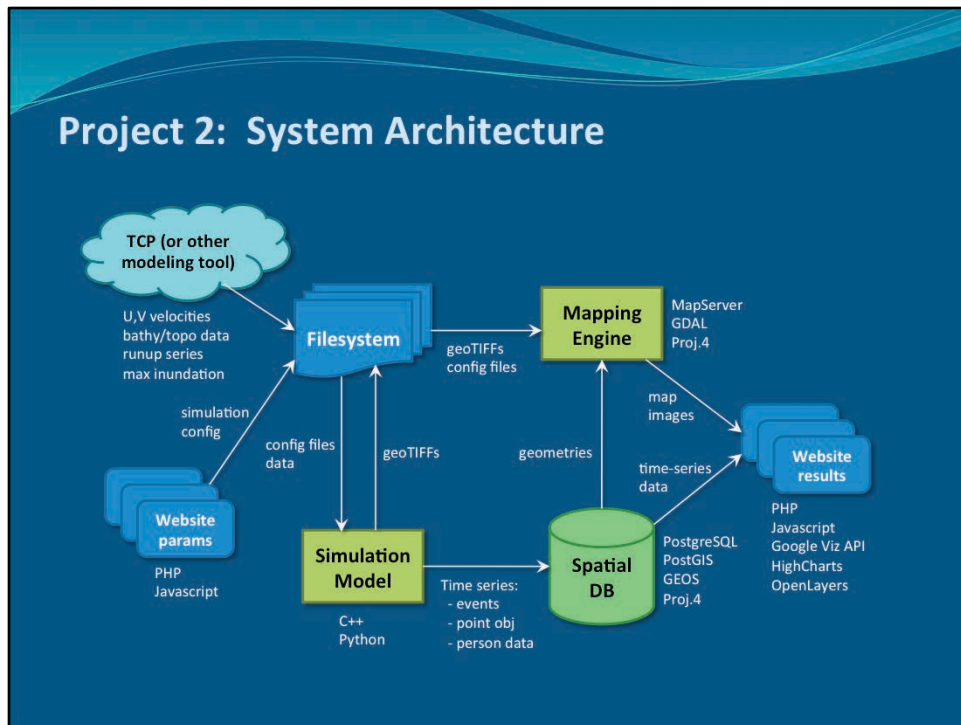 Project 2: System Architecture
TCP (or other
modeling tool)
U,V velocities
bathy/topo data
runup series
max inundation
Filesystem
geoTIFFs
config files
Mapping
Engine
MapServer
GDAL
Proj.4
simulation
config
config files
data
geoTIFFs
geometries
map
images
time-series
data
Website
results
PHP
Javascript
Google Viz API
HighCharts
OpenLayers
Website
params
PHP
Javascript
Simulation
Model
C++
Python
Time series:
- events
- point obj
- person data
Spatial
DB
PostgreSQL
PostGIS
GEOS
Proj.4